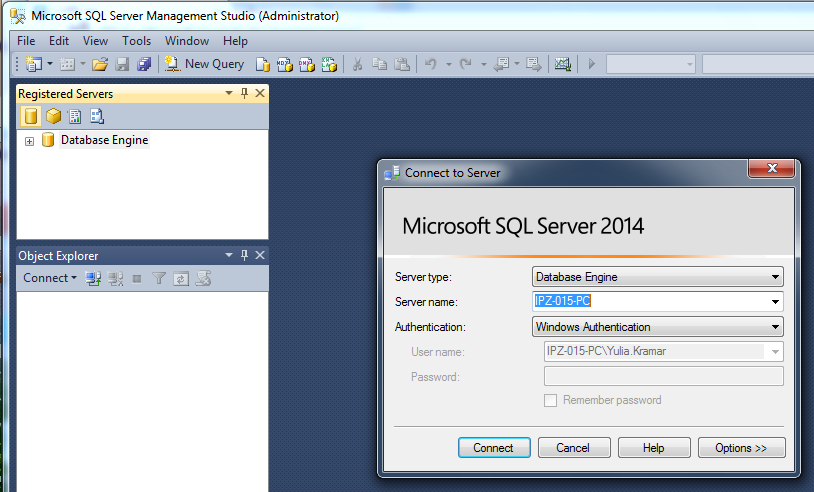 Microsoft SQL Server Management Studio (Administrator)
File Edit View Tools Window Help
New Query
Registered Servers
Database Engine
Connect to Server
Microsoft SQL Server 2014
Object Explorer
Connect
Server type: Database Engine
Server name: IPZ-015-PC
Authentication: Windows Authentication
User name: IPZ-015-PC\Yulia.Kramar
Password:
Remember password
Connect Cancel Help Options >>